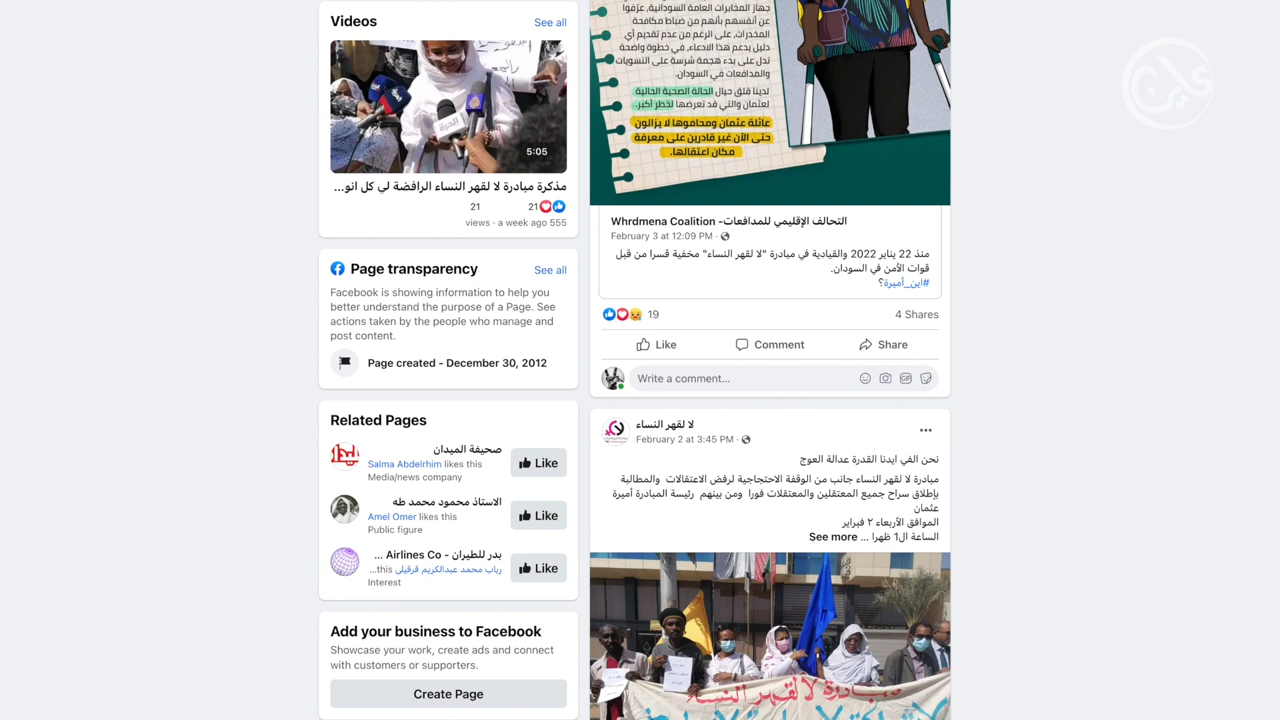 Videos
See all
5:05
مذكرة مبادرة لا لقهر النساء الرافضة لي كل انو...
21
21
views · a week ago 555
Page transparency
See all
Facebook is showing information to help you
better understand the purpose of a Page. See
actions taken by the people who manage and
post content.
Page created - December 30, 2012
Related Pages
صحيفة الميدان
Salma Abdelrhim likes this
Media/news company
Like
الاستاذ محمود محمد طه
Amel Omer likes this
Public figure
Like
بدر للطيران - Airlines Co ...
رباب محمد عبدالكريم قرقيلى this...
Interest
Like
Add your business to Facebook
Showcase your work, create ads and connect
with customers or supporters.
Create Page
جهاز المخابرات العامة السودانية، عرّفوا
عن أنفسهم بأنهم من ضباط مكافحة
المخدرات، على الرغم من عدم تقديم أي
دليل يدعم هذا الادعاء، في خطوة واضحة
تدل على بدء هجمة شرسة على النسويات
والمدافعات في السودان.
لدينا قلق حيال الحالة الصحية الحالية
لعثمان والتي قد تعرضها لخطر أكبر.
عائلة عثمان ومحاموها لا يزالون
حتى الآن غير قادرين على معرفة
مكان اعتقالها.
Whrdmena Coalition -التحالف الإقليمي للمدافعات
February 3 at 12:09 PM ·
منذ 22 يناير 2022 والقيادية في مبادرة "لا لقهر النساء" مخفية قسرا من قبل
قوات الأمن في السودان.
#اين_أميرة؟
19
4 Shares
Like
Comment
Share
Write a comment...
لا لقهر النساء
February 2 at 3:45 PM ·
نحن الفي ايدنا القدرة عدالة العوج
مبادرة لا لقهر النساء جانب من الوقفة الاحتجاجية لرفض الاعتقالات والمطالبة
بإطلاق سراح جميع المعتقلين والمعتقلات فورا ومن بينهم رئيسة المبادرة أميرة
عثمان
الموافق الأربعاء ٢ فبراير
الساعة ال1 ظهرا ... See more
مبادرة لا لقهر النساء